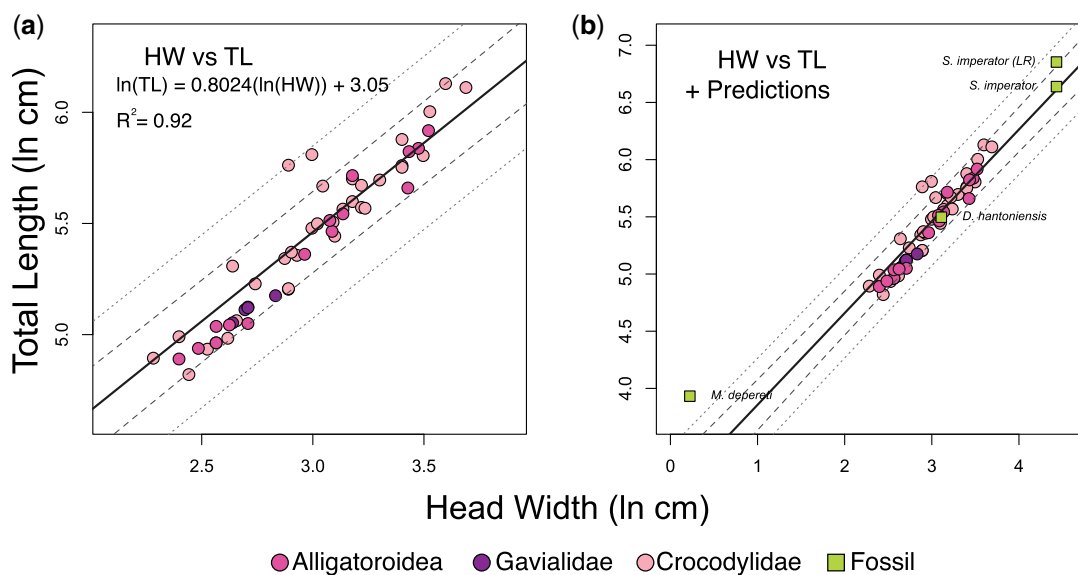 (a)
HW vs TL
ln(TL) = 0.8024(ln(HW)) + 3.05
R²= 0.92
Total Length (ln cm)
6.0
5.5
5.0
2.5 3.0 3.5
(b)
HW vs TL
+ Predictions
S. imperator (LR)
S. imperator
D. hantoniensis
M. depereti
7.0
6.5
6.0
5.5
5.0
4.5
4.0
0 1 2 3 4
Head Width (ln cm)
Alligatoroidea Gavialidae Crocodylidae Fossil